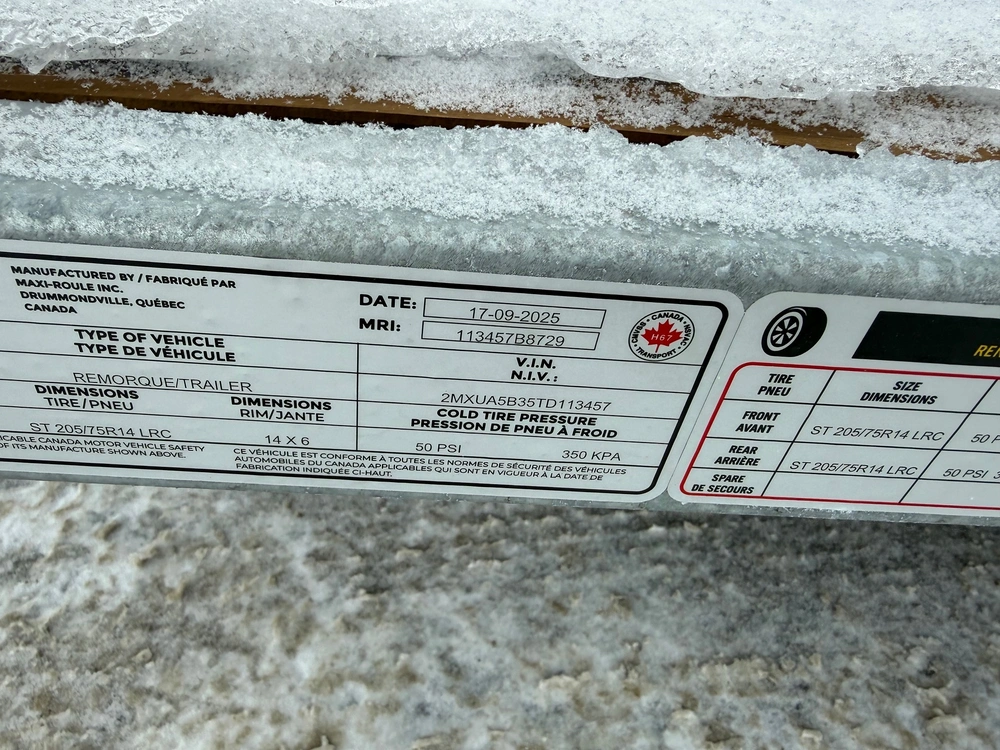 MANUFACTURED BY / FABRIQUÉ PAR
MAXI-ROULE INC.
DRUMMONDVILLE, QUÉBEC
CANADA
DATE: 17-09-2025
MRI: 113457B8729
CMVSS • CANADA • NSVAC
H67
TRANSPORT
TYPE OF VEHICLE
TYPE DE VÉHICULE
REMORQUE/TRAILER
V.I.N.
N.I.V.:
2MXUA5B35TD113457
DIMENSIONS
TIRE/PNEU
DIMENSIONS
RIM/JANTE
COLD TIRE PRESSURE
PRESSION DE PNEU À FROID
ST 205/75R14 LRC 14 X 6 50 PSI 350 KPA
CANADA MOTOR VEHICLE SAFETY
OF ITS MANUFACTURE SHOWN ABOVE.
CE VÉHICULE EST CONFORME À TOUTES LES NORMES DE SÉCURITÉ DES VÉHICULES
AUTOMOBILES DU CANADA APPLICABLES QUI SONT EN VIGUEUR À LA DATE DE
FABRICATION INDIQUÉE CI-HAUT.
TIRE
PNEU
SIZE
DIMENSIONS
FRONT
AVANT
ST 205/75R14 LRC
REAR
ARRIÈRE
ST 205/75R14 LRC 50 PSI
SPARE
DE SECOURS